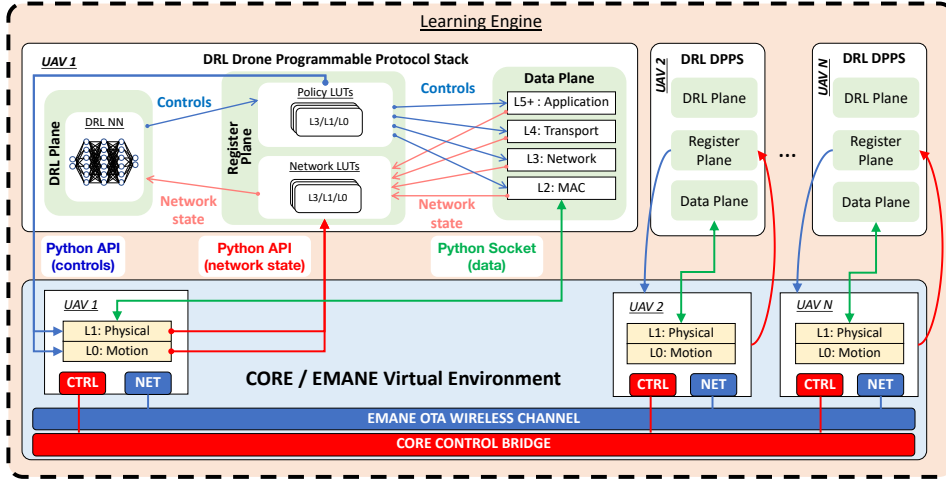 Learning Engine
UAV 1
DRL Drone Programmable Protocol Stack
DRL Plane
DRL NN
Controls
Network
state
Register
Plane
Policy LUTs
L3/L1/L0
Network LUTs
L3/L1/L0
Controls
Network
state
Data Plane
L5+ : Application
L4: Transport
L3: Network
L2: MAC
UAV 2
DRL DPPS
DRL Plane
Register
Plane
Data Plane
...
UAV N
DRL DPPS
DRL Plane
Register
Plane
Data Plane
Python API
(controls)
Python API
(network state)
Python Socket
(data)
UAV 1
L1: Physical
L0: Motion
CTRL
NET
CORE / EMANE Virtual Environment
UAV 2
L1: Physical
L0: Motion
CTRL
NET
UAV N
L1: Physical
L0: Motion
CTRL
NET
EMANE OTA WIRELESS CHANNEL
CORE CONTROL BRIDGE